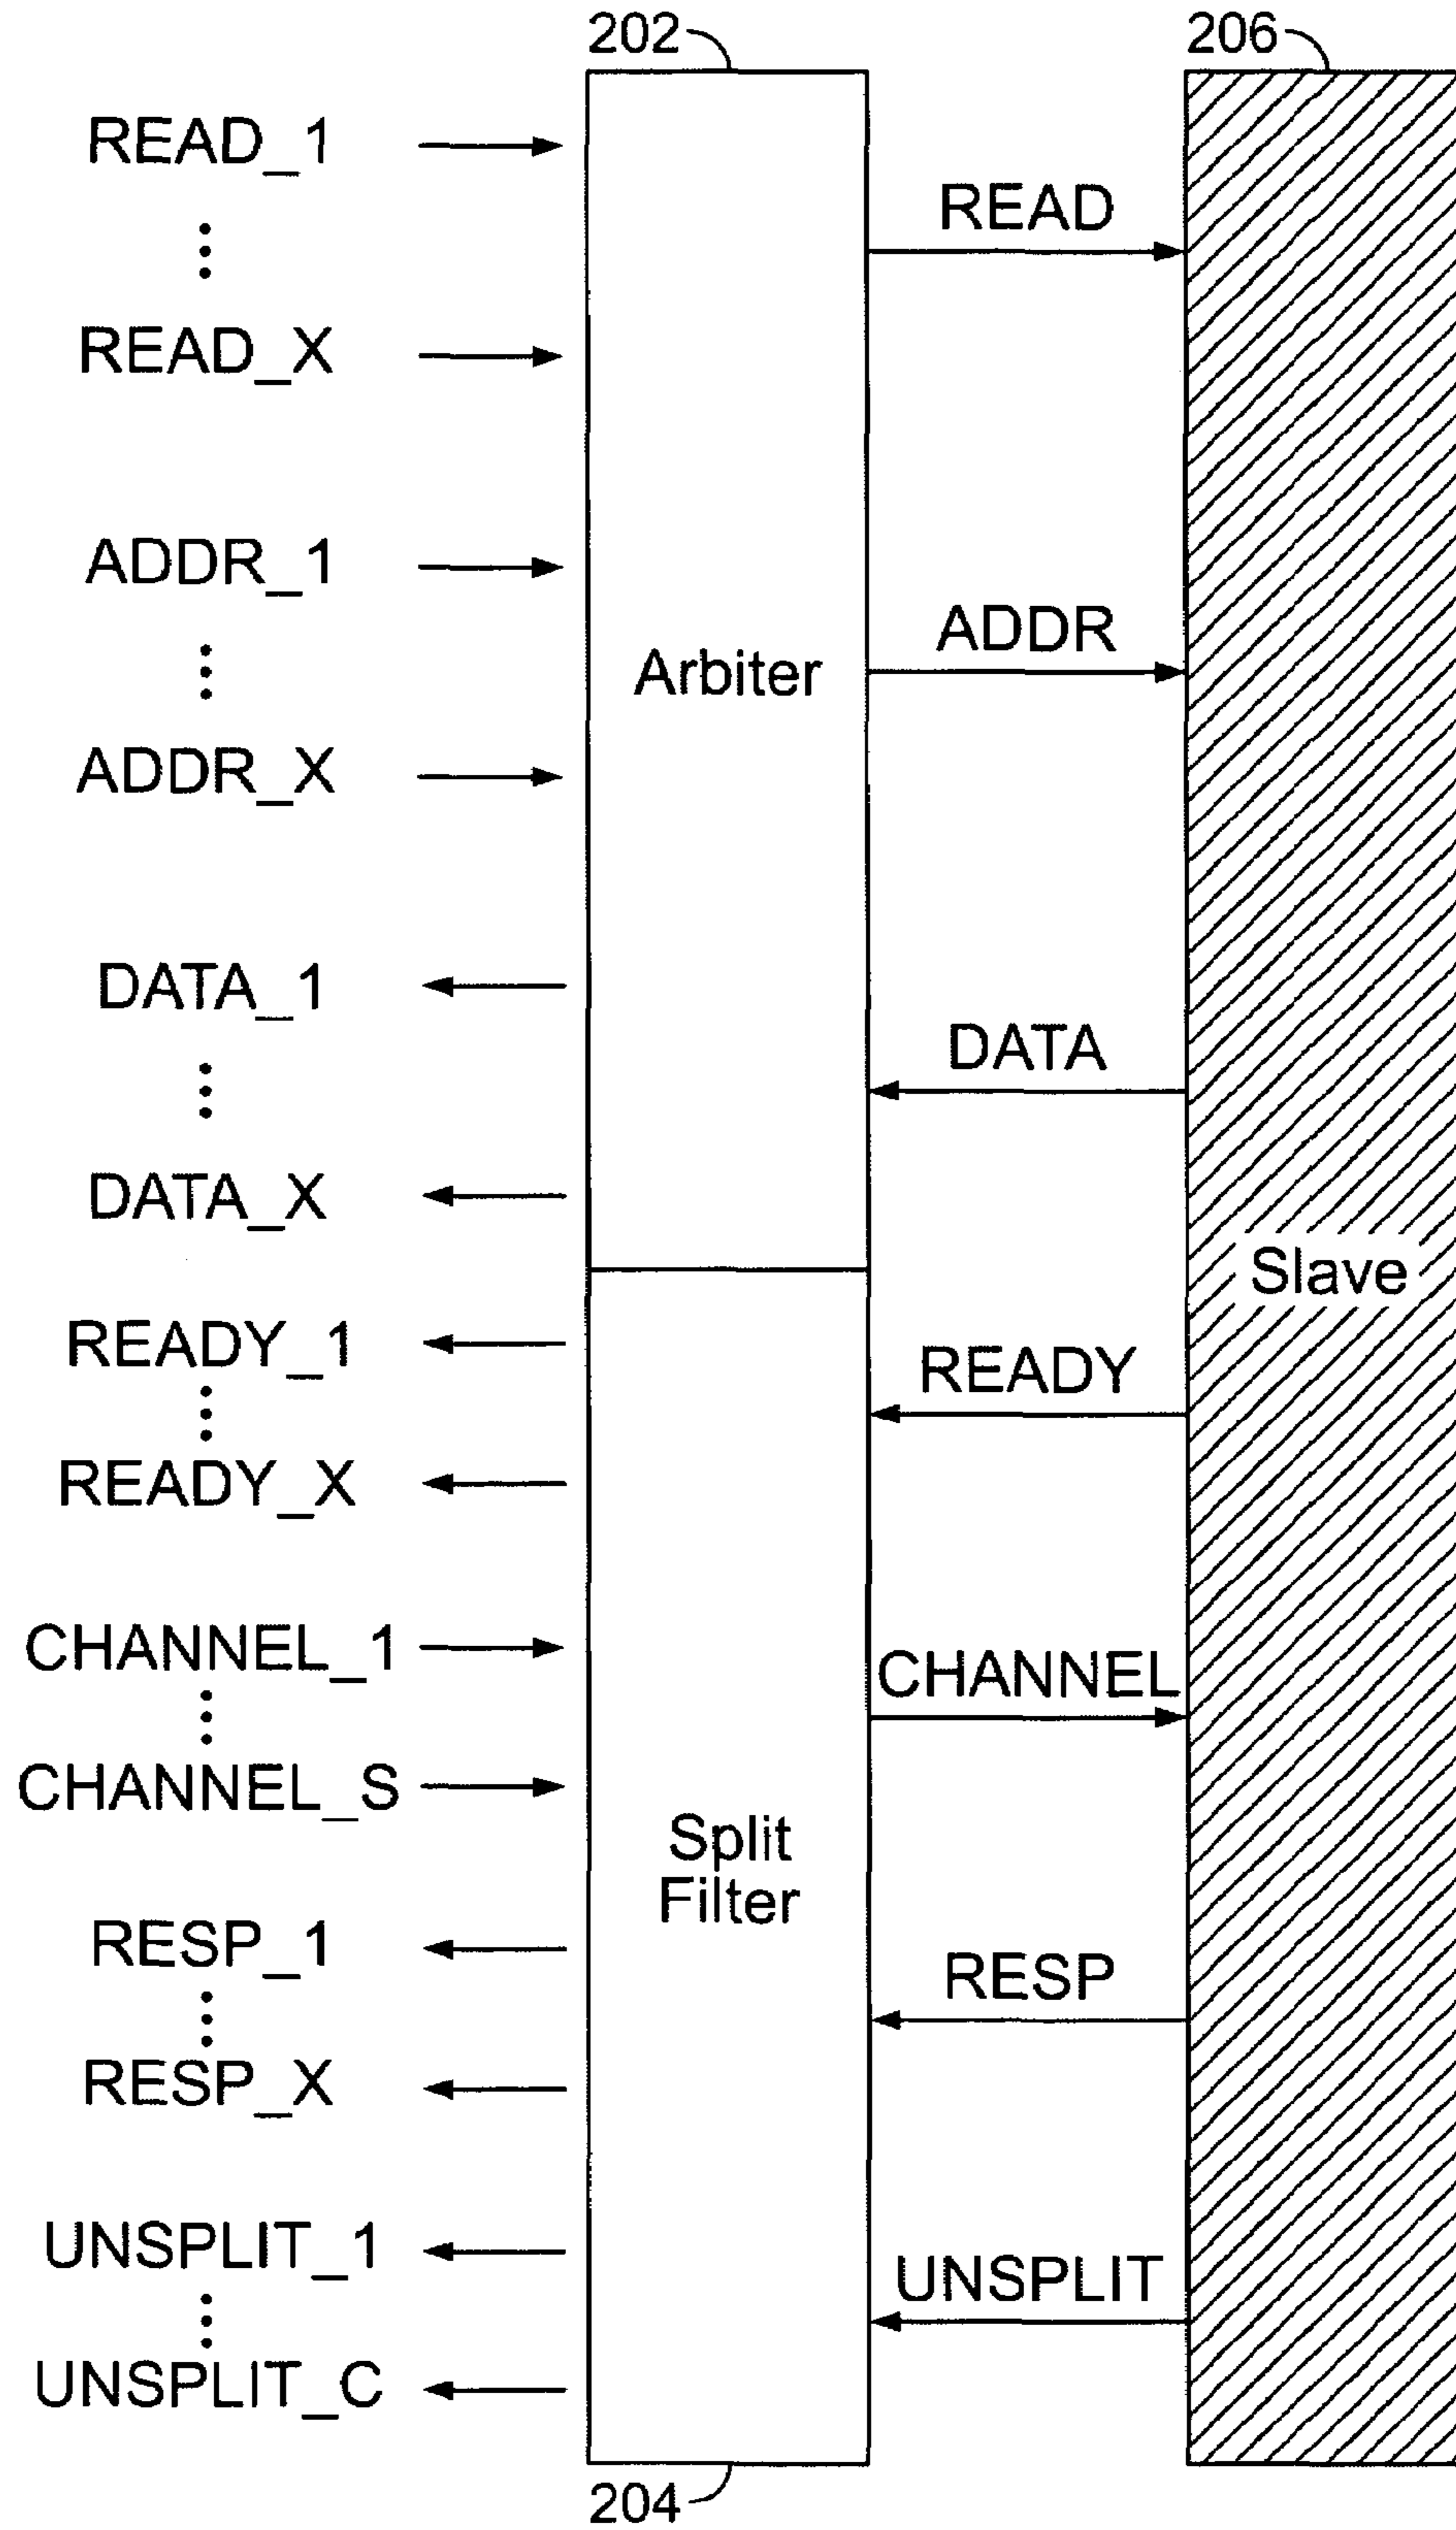 202
206
READ_1
READ
READ_X
ADDR_1
ADDR
Arbiter
ADDR_X
DATA_1
DATA
DATA_X
Slave
READY_1
READY
READY_X
CHANNEL_1
CHANNEL
CHANNEL_S
Split
Filter
RESP_1
RESP
RESP_X
UNSPLIT_1
UNSPLIT
UNSPLIT_C
204